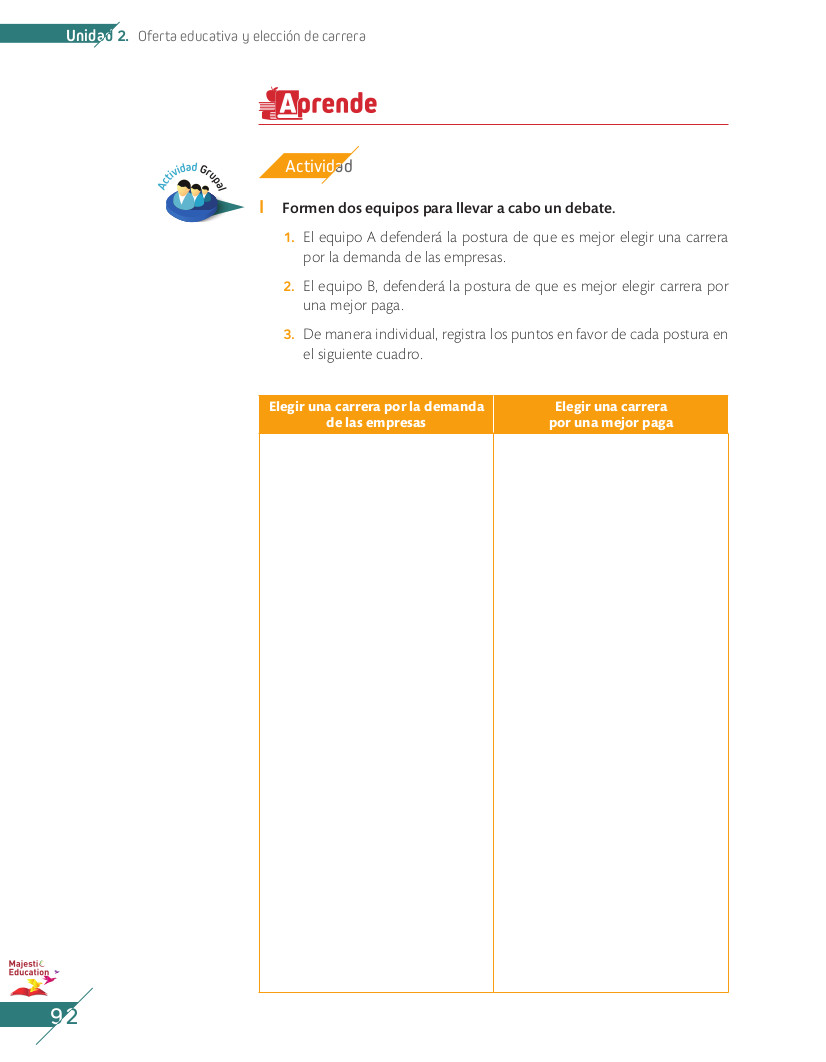 Unidad 2. Oferta educativa y elección de carrera
Aprende
Actividad
Actividad Grupal
I Formen dos equipos para llevar a cabo un debate.
1. El equipo A defenderá la postura de que es mejor elegir una carrera
por la demanda de las empresas.
2. El equipo B, defenderá la postura de que es mejor elegir carrera por
una mejor paga.
3. De manera individual, registra los puntos en favor de cada postura en
el siguiente cuadro.
Elegir una carrera por la demanda
de las empresas
Elegir una carrera
por una mejor paga
Majestic
Education
92